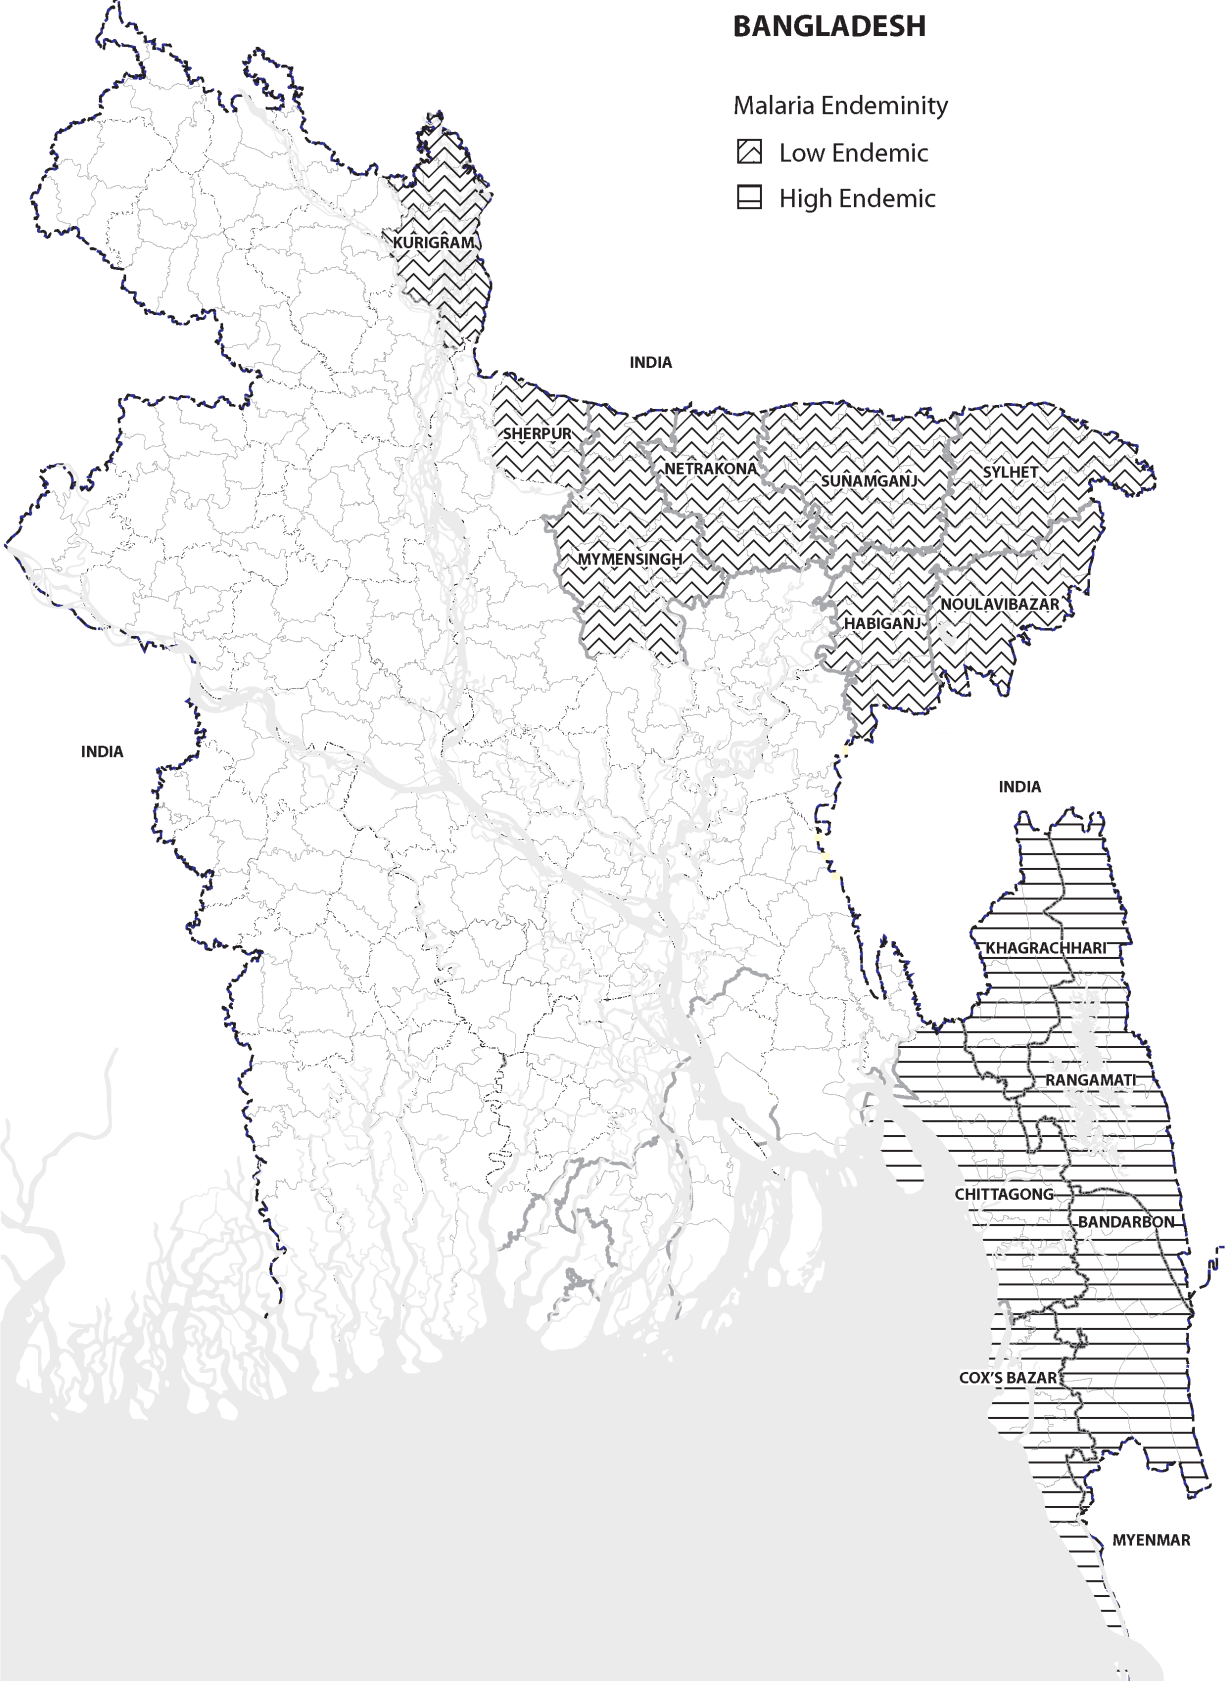 BANGLADESH
Malaria Endeminity
Low Endemic
High Endemic
KURIGRAM
INDIA
SHERPUR
NETRAKONA
SUNAMGANJ
SYLHET
MYMENSINGH
NOULAVIBAZAR
HABIGANJ
INDIA
INDIA
KHAGRACHHARI
RANGAMATI
CHITTAGONG
BANDARBON
COX'S BAZAR
MYENMAR